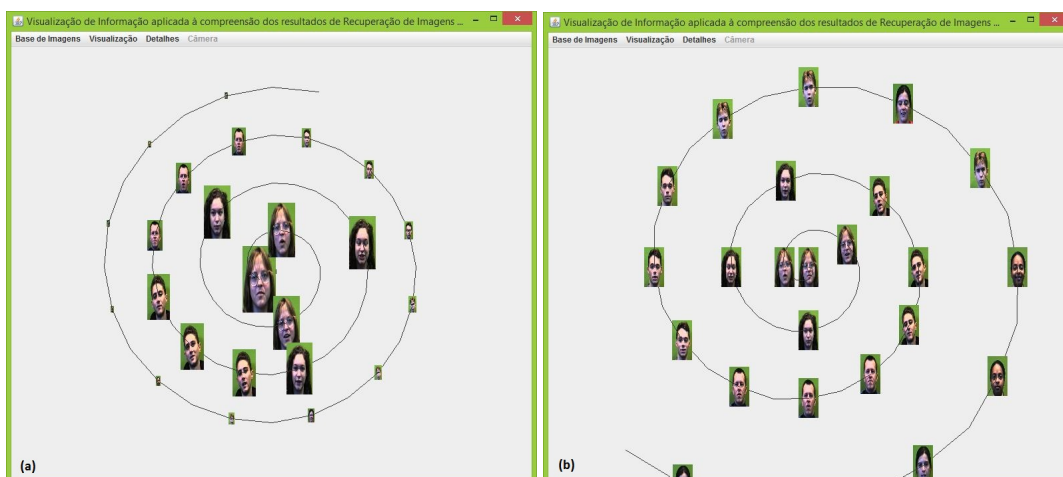 Visualização de Informação aplicada à compreensão dos resultados de Recuperação de Imagens ...
Base de Imagens Visualização Detalhes Câmera
(a)
Visualização de Informação aplicada à compreensão dos resultados de Recuperação de Imagens ...
Base de Imagens Visualização Detalhes Câmera
(b)